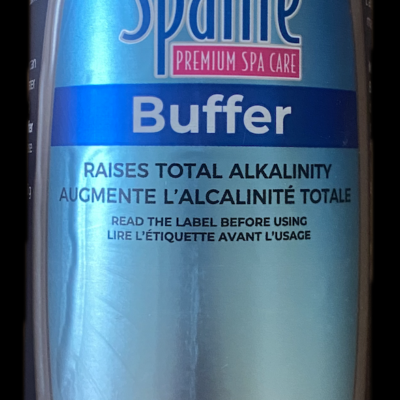 PREMIUM SPA CARE
Buffer
RAISES TOTAL ALKALINITY
AUGMENTE L'ALCALINITÉ TOTALE
READ THE LABEL BEFORE USING
LIRE L'ÉTIQUETTE AVANT L'USAGE